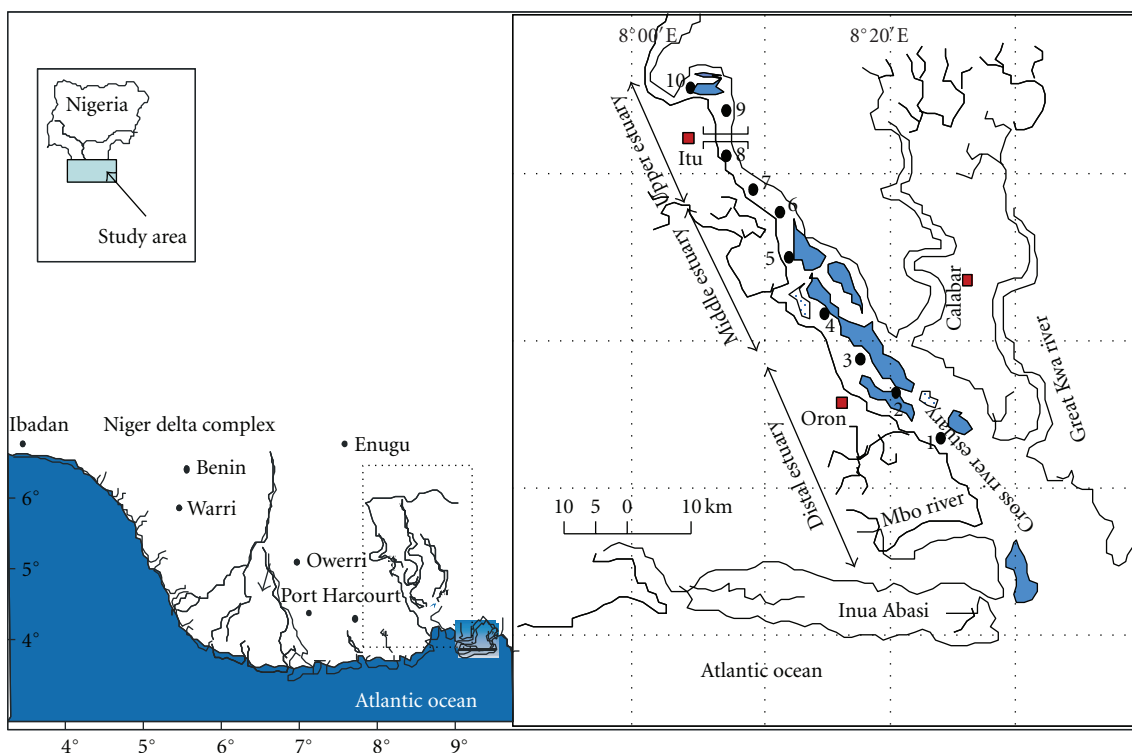 Nigeria
Study area
Ibadan
Niger delta complex
Enugu
Benin
Warri
Owerri
Port Harcourt
Atlantic ocean
6°
5°
4°
4°
5°
6°
7°
8°
9°
8°00′E
8°20′E
10
9
8
7
6
5
4
3
2
1
Itu
Upper estuary
Middle estuary
Distal estuary
Calabar
Great Kwa river
Oron
Cross river estuary
Mbo river
10 5 0 10 km
Inua Abasi
Atlantic ocean